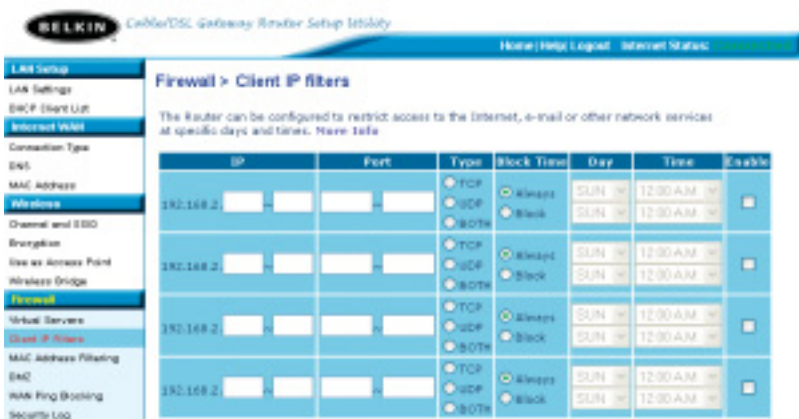 BELKIN Cable/DSL Gateway Router Setup Utility
Home | Help | Logout Internet Status:
LAN Setup
LAN Settings
DHCP Client List
Internet WAN
Connection Type
DNS
MAC Address
Wireless
Channel and SSID
Encryption
Use as Access Point
Wireless Bridge
Firewall
Virtual Servers
Client IP Filters
MAC Address Filtering
DMZ
WAN Ping Blocking
Security Log
Firewall > Client IP filters
The Router can be configured to restrict access to the Internet, e-mail or other network services
at specific days and times. More Info
IP Port Type Block Time Day Time Enable
192.168.2. ~ ~ TCP UDP BOTH Always Block SUN SUN 12:00 A.M. 12:00 A.M.
192.168.2. ~ ~ TCP UDP BOTH Always Block SUN SUN 12:00 A.M. 12:00 A.M.
192.168.2. ~ ~ TCP UDP BOTH Always Block SUN SUN 12:00 A.M. 12:00 A.M.
192.168.2. ~ ~ TCP UDP BOTH Always Block SUN SUN 12:00 A.M. 12:00 A.M.